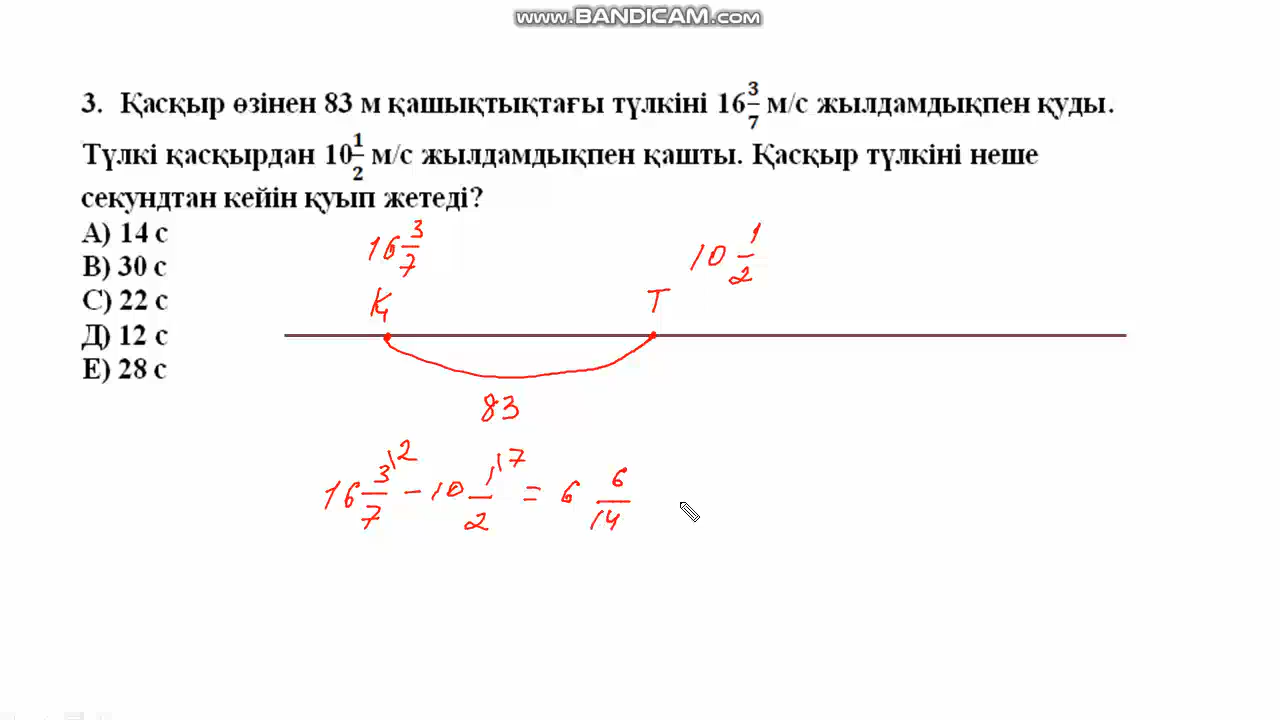 www.BANDICAM.com
3. Қасқыр өзінен 83 м қашықтықтағы түлкіні 16 3/7 м/с жылдамдықпен қуды.
Түлкі қасқырдан 10 1/2 м/с жылдамдықпен қашты. Қасқыр түлкіні неше
секундтан кейін қуып жетеді?
А) 14 с
В) 30 с
С) 22 с
Д) 12 с
Е) 28 с
16 3/7
10 1/2
Қ
Т
83
16 3/7 \2 - 10 1/2 \7 = 6 6/14